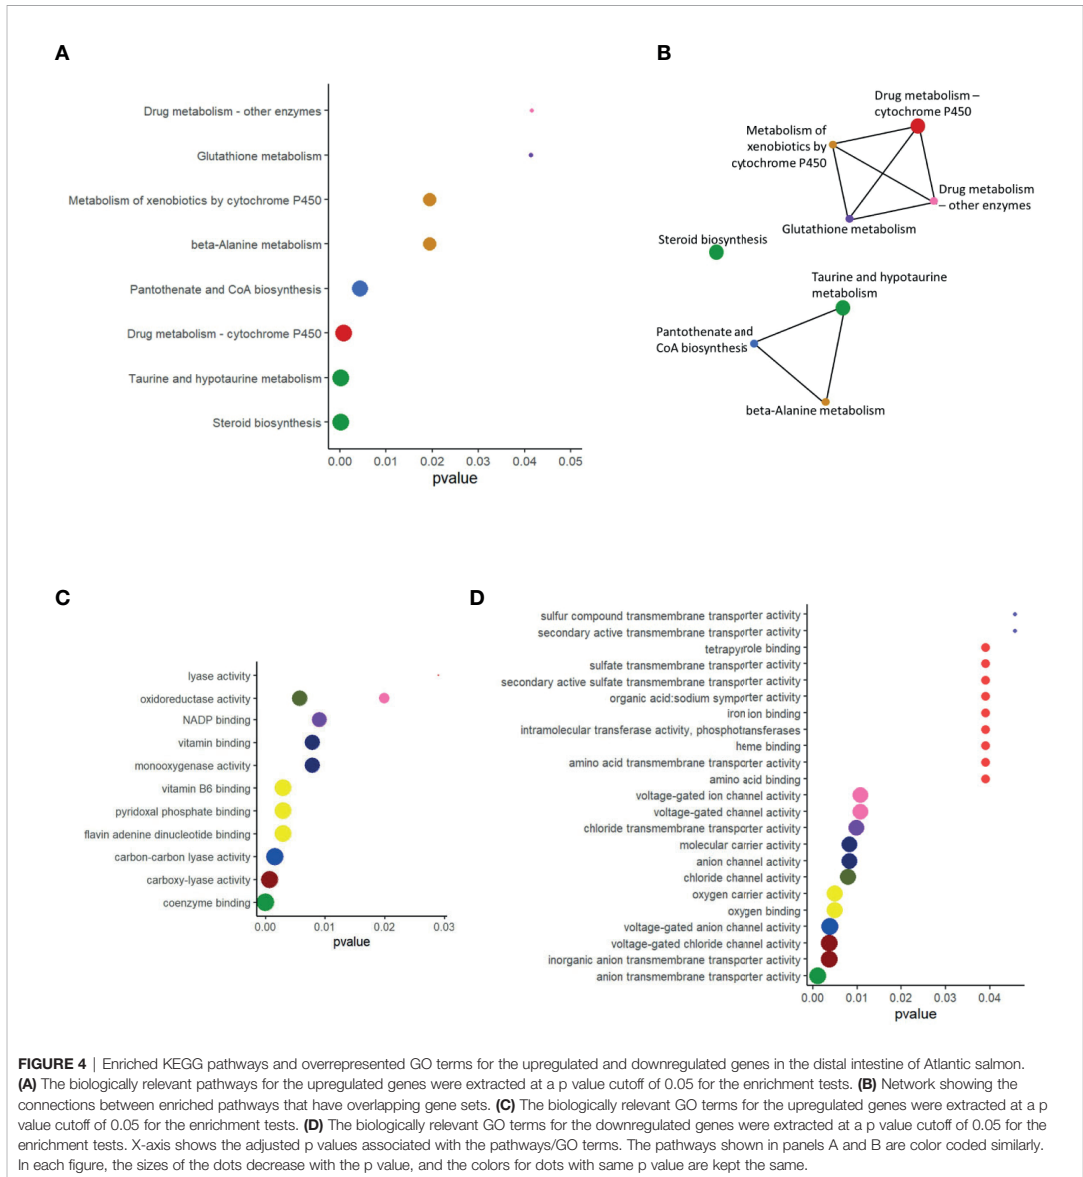 A
Drug metabolism - other enzymes
Glutathione metabolism
Metabolism of xenobiotics by cytochrome P450
beta-Alanine metabolism
Pantothenate and CoA biosynthesis
Drug metabolism - cytochrome P450
Taurine and hypotaurine metabolism
Steroid biosynthesis
0.00 0.01 0.02 0.03 0.04 0.05
pvalue
B
Drug metabolism –
cytochrome P450
Metabolism of
xenobiotics by
cytochrome P450
Drug metabolism
– other enzymes
Glutathione metabolism
Steroid biosynthesis
Taurine and hypotaurine
metabolism
Pantothenate and
CoA biosynthesis
beta-Alanine metabolism
C
lyase activity
oxidoreductase activity
NADP binding
vitamin binding
monooxygenase activity
vitamin B6 binding
pyridoxal phosphate binding
flavin adenine dinucleotide binding
carbon-carbon lyase activity
carboxy-lyase activity
coenzyme binding
0.00 0.01 0.02 0.03
pvalue
D
sulfur compound transmembrane transporter activity
secondary active transmembrane transporter activity
tetrapyrrole binding
sulfate transmembrane transporter activity
secondary active sulfate transmembrane transporter activity
organic acid:sodium symporter activity
iron ion binding
intramolecular transferase activity, phosphotransferases
heme binding
amino acid transmembrane transporter activity
amino acid binding
voltage-gated ion channel activity
voltage-gated channel activity
chloride transmembrane transporter activity
molecular carrier activity
anion channel activity
chloride channel activity
oxygen carrier activity
oxygen binding
voltage-gated anion channel activity
voltage-gated chloride channel activity
inorganic anion transmembrane transporter activity
anion transmembrane transporter activity
0.00 0.01 0.02 0.03 0.04
pvalue
FIGURE 4 | Enriched KEGG pathways and overrepresented GO terms for the upregulated and downregulated genes in the distal intestine of Atlantic salmon.
(A) The biologically relevant pathways for the upregulated genes were extracted at a p value cutoff of 0.05 for the enrichment tests. (B) Network showing the
connections between enriched pathways that have overlapping gene sets. (C) The biologically relevant GO terms for the upregulated genes were extracted at a p
value cutoff of 0.05 for the enrichment tests. (D) The biologically relevant GO terms for the downregulated genes were extracted at a p value cutoff of 0.05 for the
enrichment tests. X-axis shows the adjusted p values associated with the pathways/GO terms. The pathways shown in panels A and B are color coded similarly.
In each figure, the sizes of the dots decrease with the p value, and the colors for dots with same p value are kept the same.